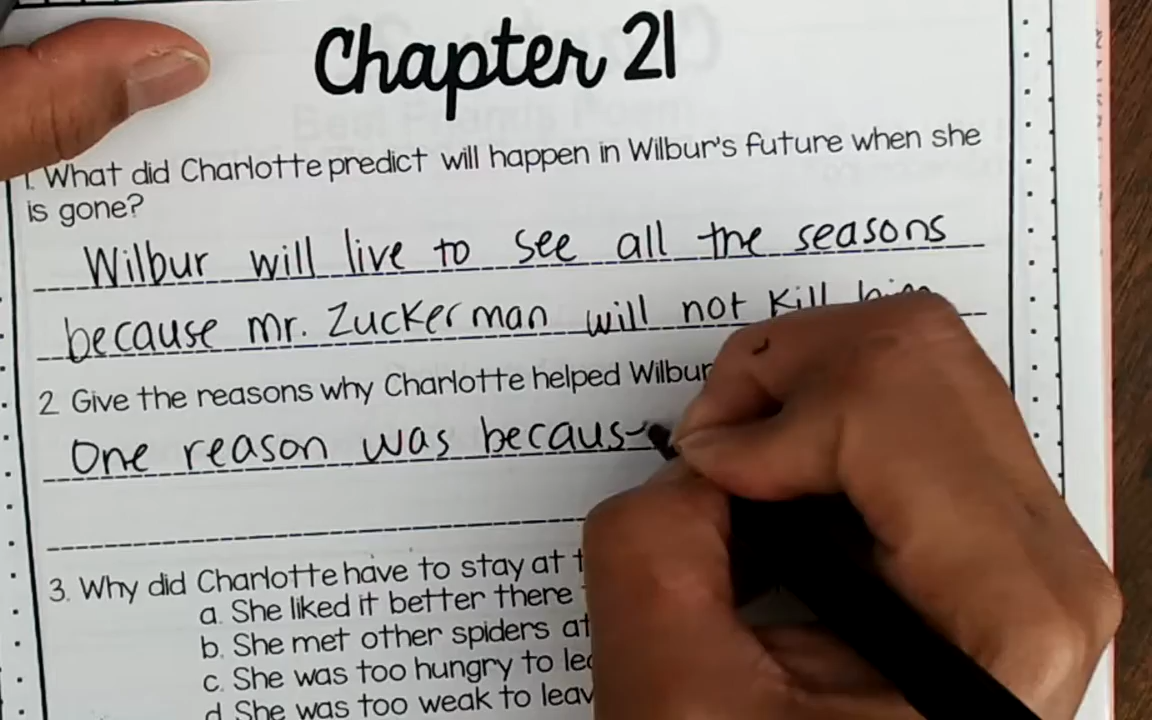 Chapter 21
1. What did Charlotte predict will happen in Wilbur's future when she
is gone?
Wilbur will live to see all the seasons
because mr. Zuckerman will not Kill him
2 Give the reasons why Charlotte helped Wilbur
One reason was becaus
3. Why did Charlotte have to stay at
a. She liked it better there
b. She met other spiders at
c. She was too hungry to
d She was too weak to leav